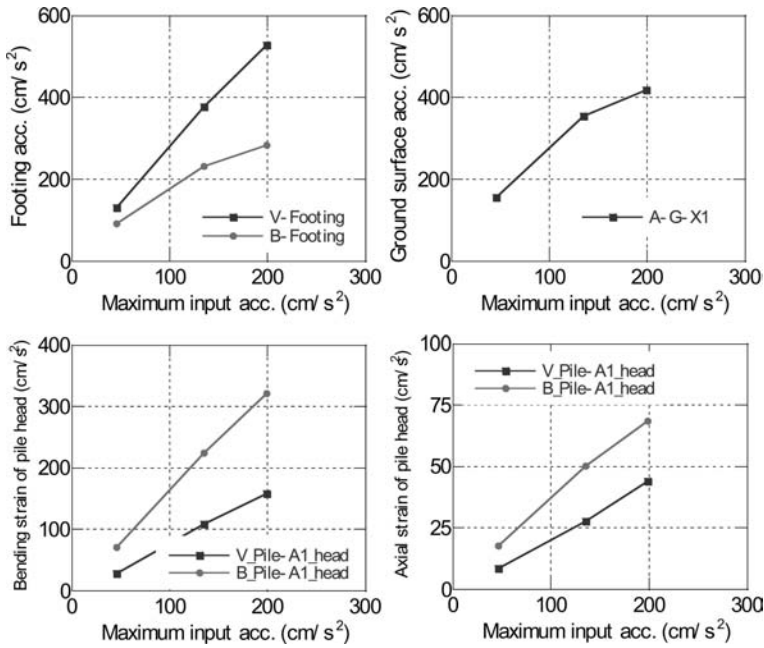 600
400
200
0
Footing acc. (cm/ s²)
V- Footing
B- Footing
0 100 200 300
Maximum input acc. (cm/ s²)
600
400
200
0
Ground surface acc. (cm/ s²)
A- G- X1
0 100 200 300
Maximum input acc. (cm/ s²)
400
300
200
100
0
Bending strain of pile head (cm/ s²)
V_Pile- A1_head
B_Pile- A1_head
0 100 200 300
Maximum input acc. (cm/ s²)
100
75
50
25
0
Axial strain of pile head (cm/ s²)
V_Pile- A1_head
B_Pile- A1_head
0 100 200 300
Maximum input acc. (cm/ s²)